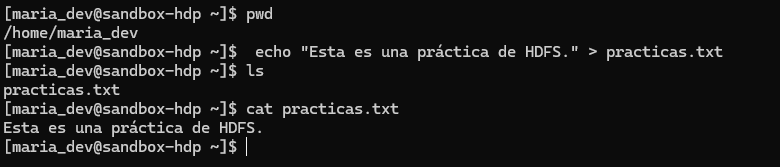 [maria_dev@sandbox-hdp ~]$ pwd
/home/maria_dev
[maria_dev@sandbox-hdp ~]$  echo "Esta es una práctica de HDFS." > practicas.txt
[maria_dev@sandbox-hdp ~]$ ls
practicas.txt
[maria_dev@sandbox-hdp ~]$ cat practicas.txt
Esta es una práctica de HDFS.
[maria_dev@sandbox-hdp ~]$